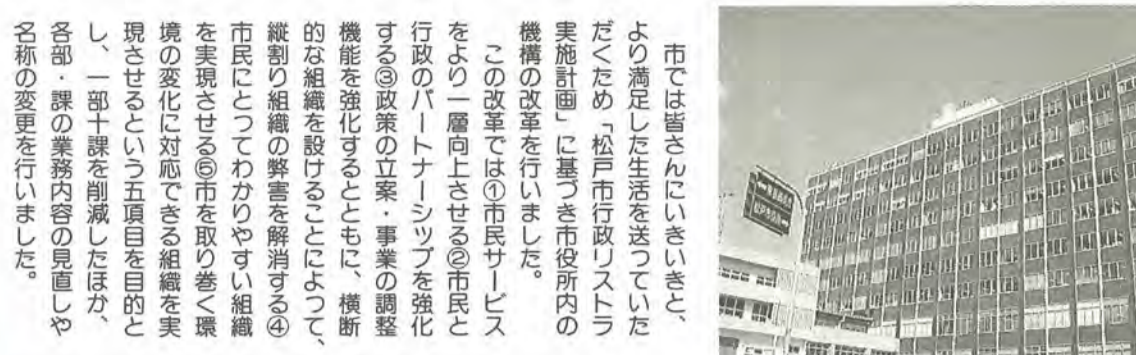 市では皆さんにいきいきと、
より満足した生活を送っていた
だくため「松戸市行政リストラ
実施計画」に基づき市役所内の
機構の改革を行いました。
この改革では①市民サービス
をより一層向上させる②市民と
行政のパートナーシップを強化
する③政策の立案・事業の調整
機能を強化するとともに、横断
的な組織を設けることによって、
縦割り組織の弊害を解消する④
市民にとってわかりやすい組織
を実現させる⑤市を取り巻く環
境の変化に対応できる組織を実
現させるという五項目を目的と
し、一部十課を削減したほか、
各部・課の業務内容の見直しや
名称の変更を行いました。